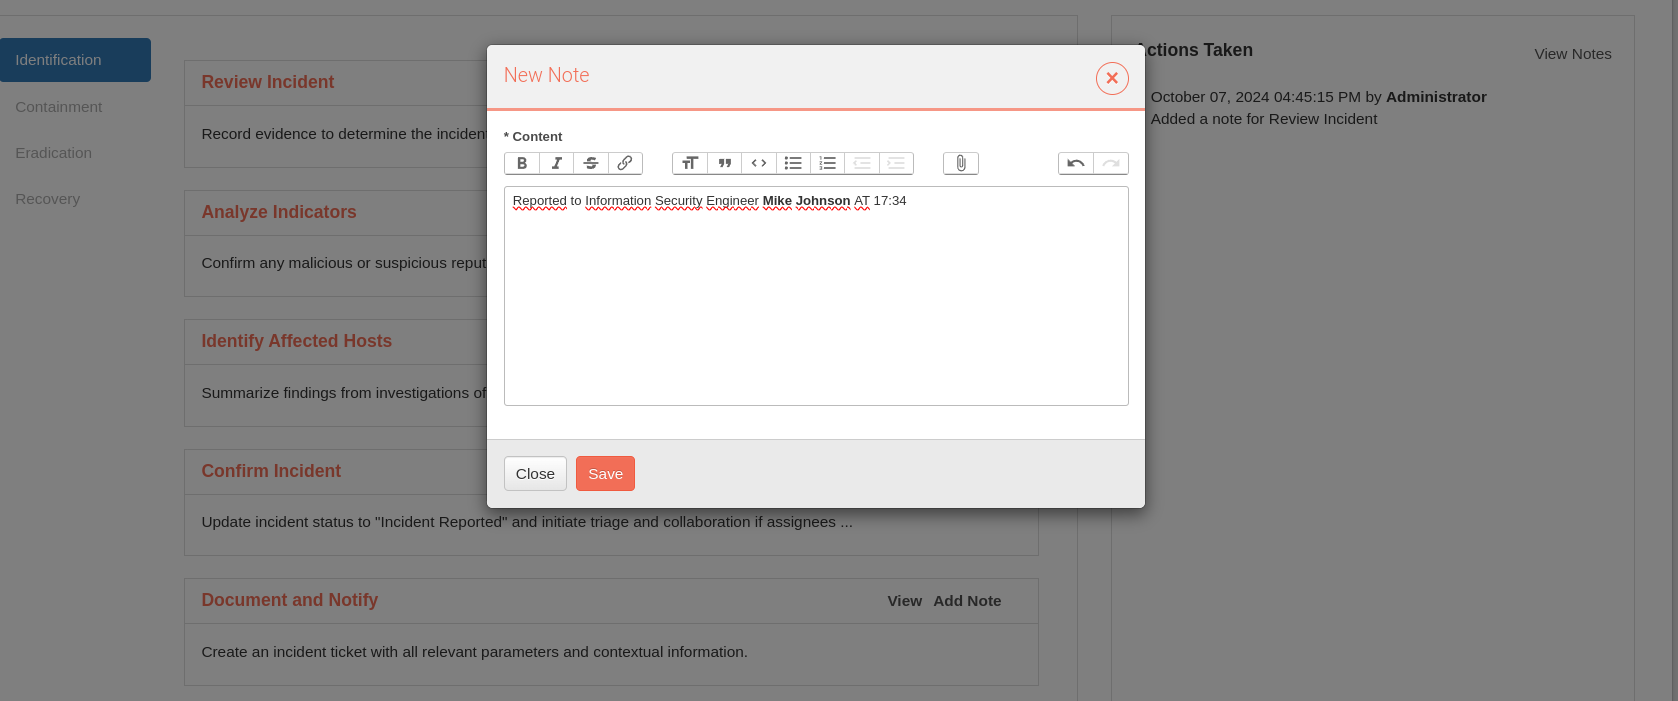 Identification
Containment
Eradication
Recovery
Review Incident
Record evidence to determine the incident
Analyze Indicators
Confirm any malicious or suspicious reput
Identify Affected Hosts
Summarize findings from investigations of
Confirm Incident
Update incident status to "Incident Reported" and initiate triage and collaboration if assignees ...
Document and Notify
View Add Note
Create an incident ticket with all relevant parameters and contextual information.
New Note
* Content
Reported to Information Security Engineer Mike Johnson AT 17:34
Close
Save
Actions Taken
View Notes
October 07, 2024 04:45:15 PM by Administrator
Added a note for Review Incident